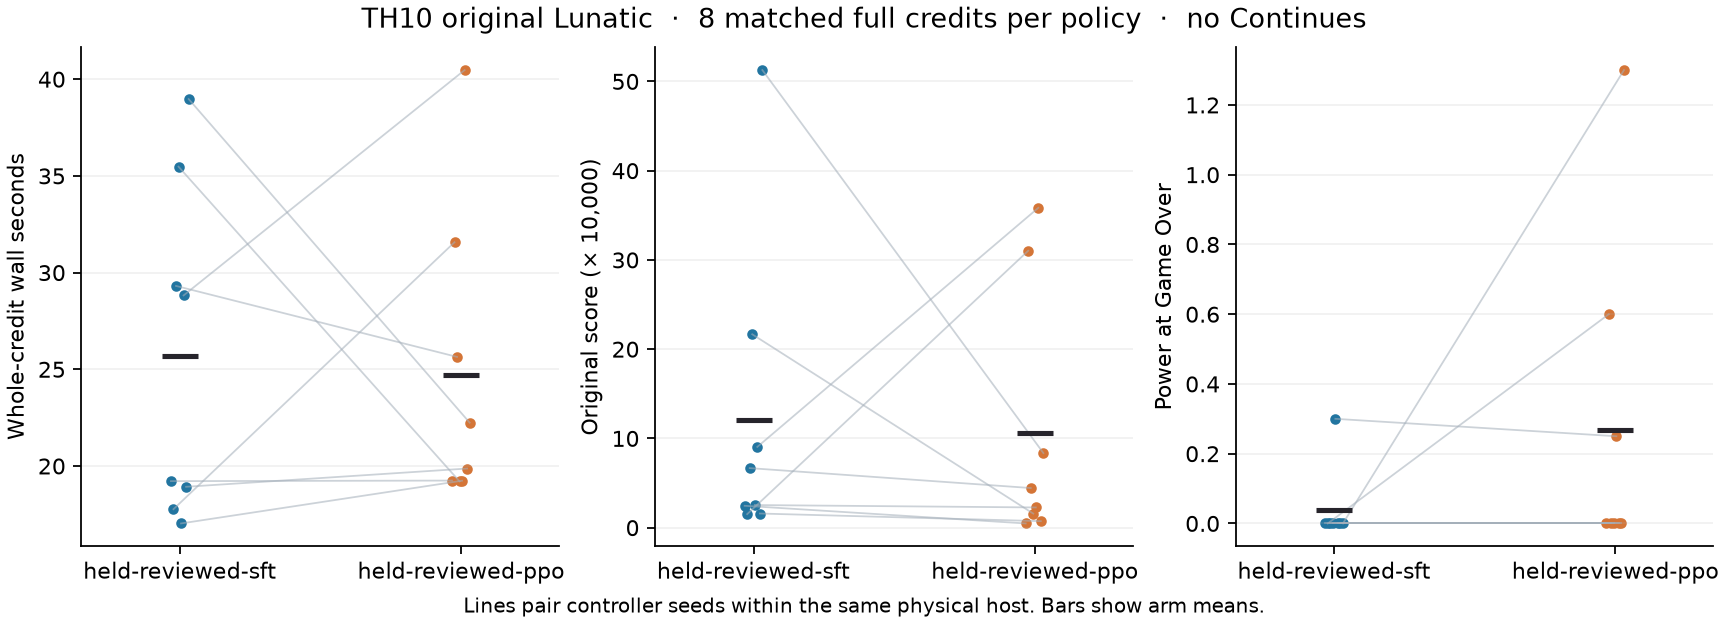 TH10 original Lunatic · 8 matched full credits per policy · no Continues
Whole-credit wall seconds
40
35
30
25
20
held-reviewed-sft
held-reviewed-ppo
Original score (× 10,000)
50
40
30
20
10
0
held-reviewed-sft
held-reviewed-ppo
Power at Game Over
1.2
1.0
0.8
0.6
0.4
0.2
0.0
held-reviewed-sft
held-reviewed-ppo
Lines pair controller seeds within the same physical host. Bars show arm means.